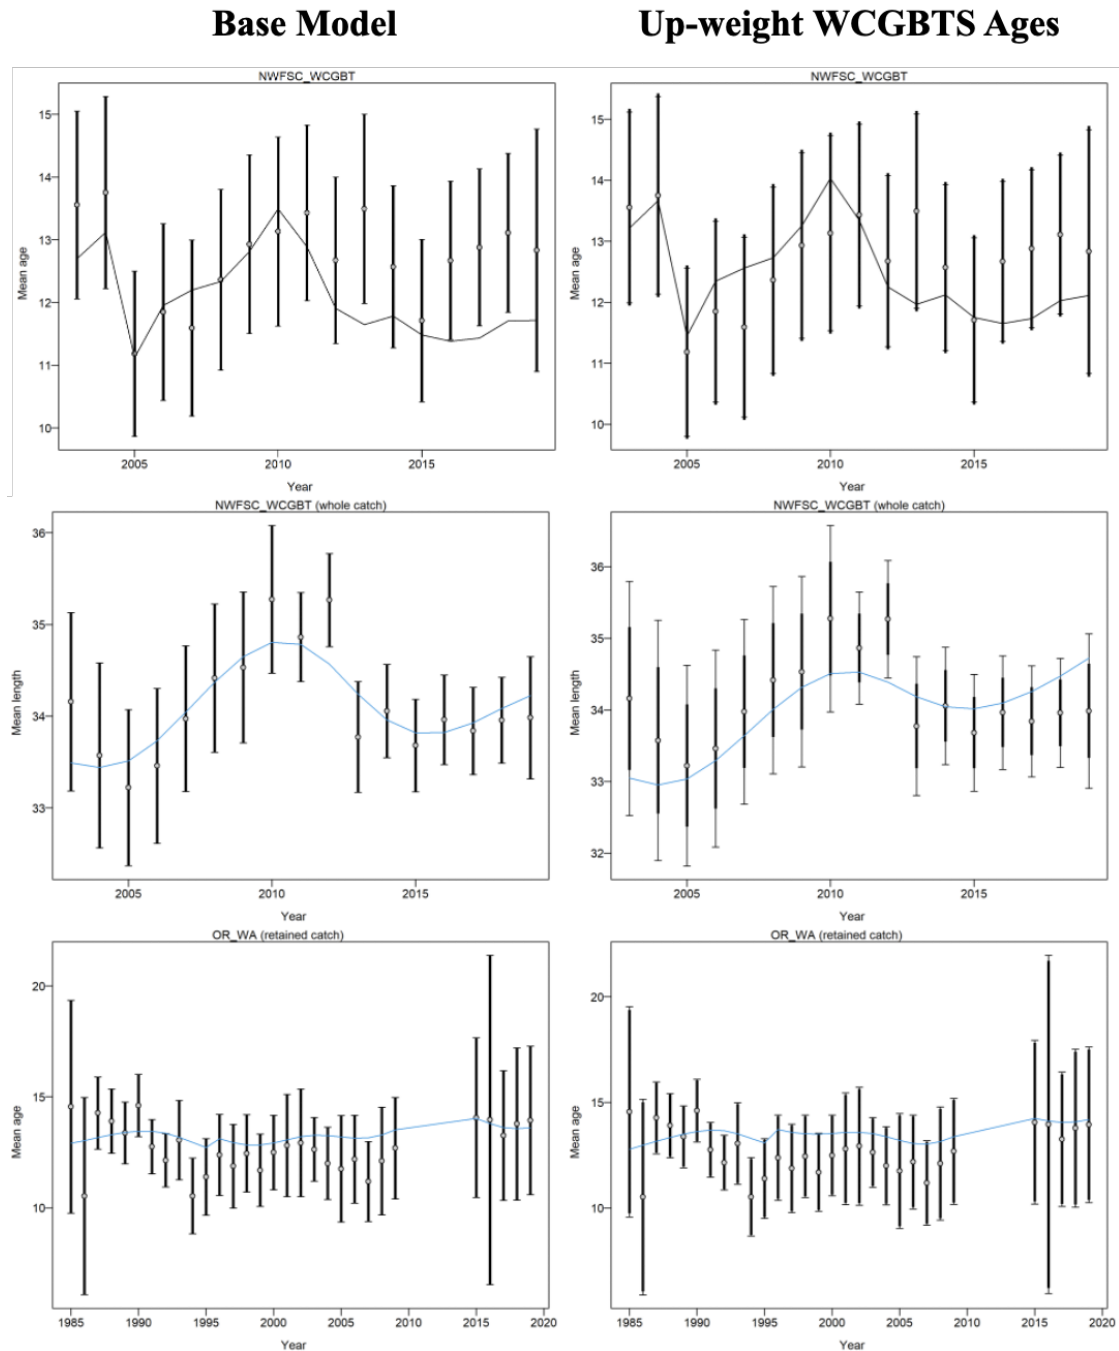 Base Model
Up-weight WCGBTS Ages
NWFSC_WCGBT
Mean age
15
14
13
12
11
10
2005
2010
2015
Year
NWFSC_WCGBT
Mean age
15
14
13
12
11
10
2005
2010
2015
Year
NWFSC_WCGBT (whole catch)
Mean length
36
35
34
33
2005
2010
2015
Year
NWFSC_WCGBT (whole catch)
Mean length
36
35
34
33
32
2005
2010
2015
Year
OR_WA (retained catch)
Mean age
20
15
10
1985
1990
1995
2000
2005
2010
2015
2020
Year
OR_WA (retained catch)
Mean age
20
15
10
1985
1990
1995
2000
2005
2010
2015
2020
Year